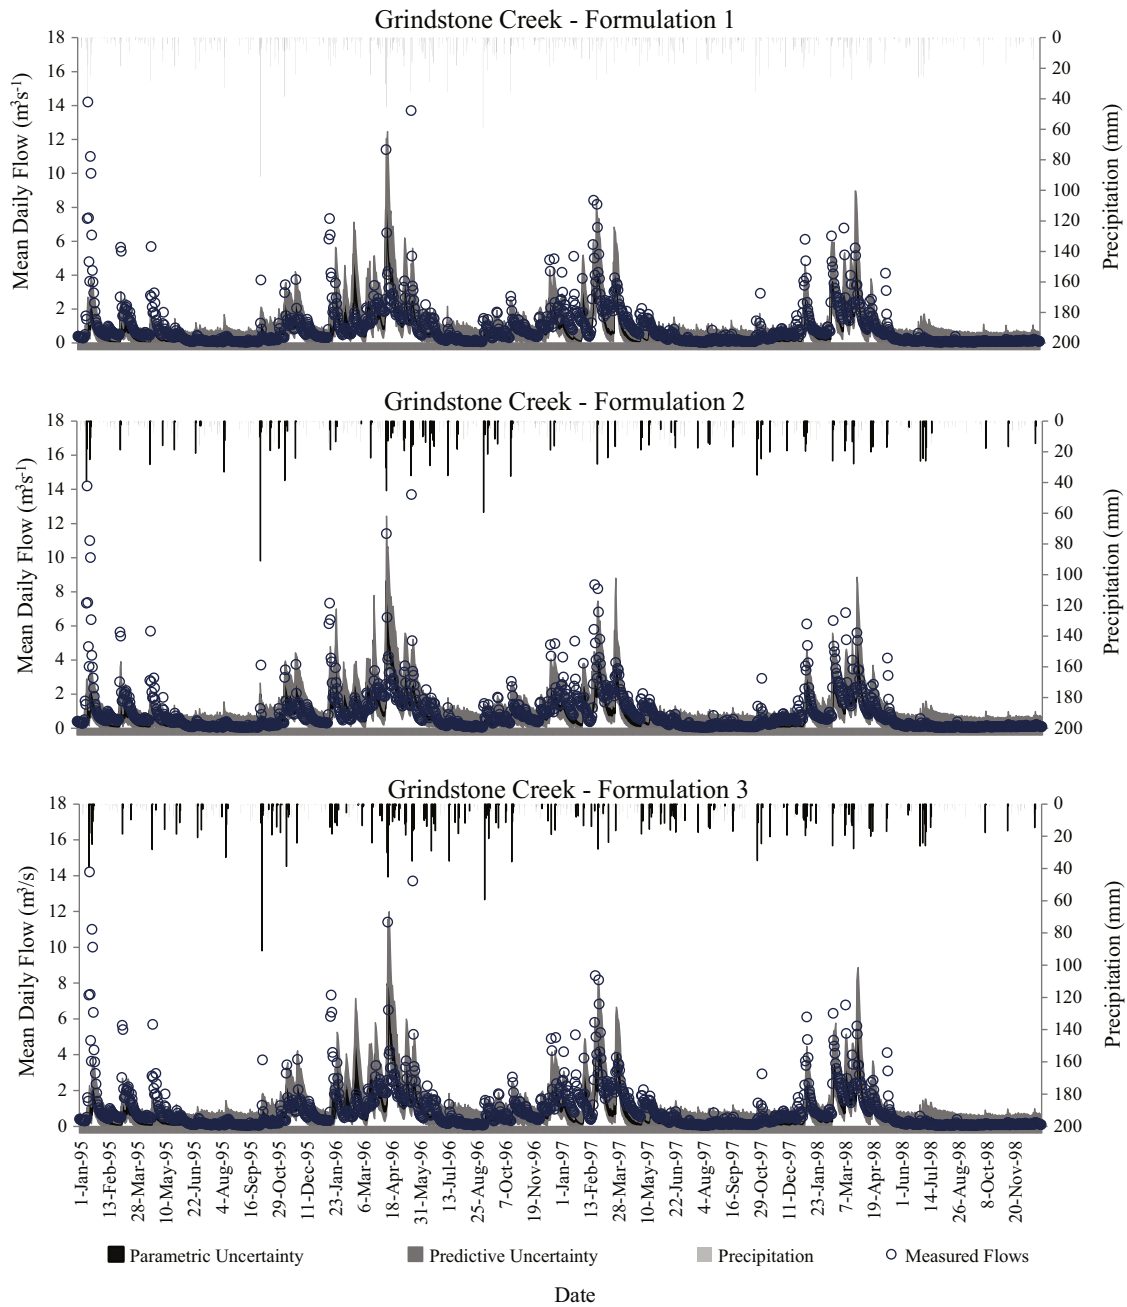 Grindstone Creek - Formulation 1
Mean Daily Flow (m³s⁻¹)
18
16
14
12
10
8
6
4
2
0
0
20
40
60
80
100
120
140
160
180
200
Precipitation (mm)
Grindstone Creek - Formulation 2
Mean Daily Flow (m³s⁻¹)
18
16
14
12
10
8
6
4
2
0
0
20
40
60
80
100
120
140
160
180
200
Precipitation (mm)
Grindstone Creek - Formulation 3
Mean Daily Flow (m³/s)
18
16
14
12
10
8
6
4
2
0
0
20
40
60
80
100
120
140
160
180
200
Precipitation (mm)
1-Jan-95
13-Feb-95
28-Mar-95
10-May-95
22-Jun-95
4-Aug-95
16-Sep-95
29-Oct-95
11-Dec-95
23-Jan-96
6-Mar-96
18-Apr-96
31-May-96
13-Jul-96
25-Aug-96
7-Oct-96
19-Nov-96
1-Jan-97
13-Feb-97
28-Mar-97
10-May-97
22-Jun-97
4-Aug-97
16-Sep-97
29-Oct-97
11-Dec-97
23-Jan-98
7-Mar-98
19-Apr-98
1-Jun-98
14-Jul-98
26-Aug-98
8-Oct-98
20-Nov-98
Parametric Uncertainty
Predictive Uncertainty
Precipitation
Measured Flows
Date